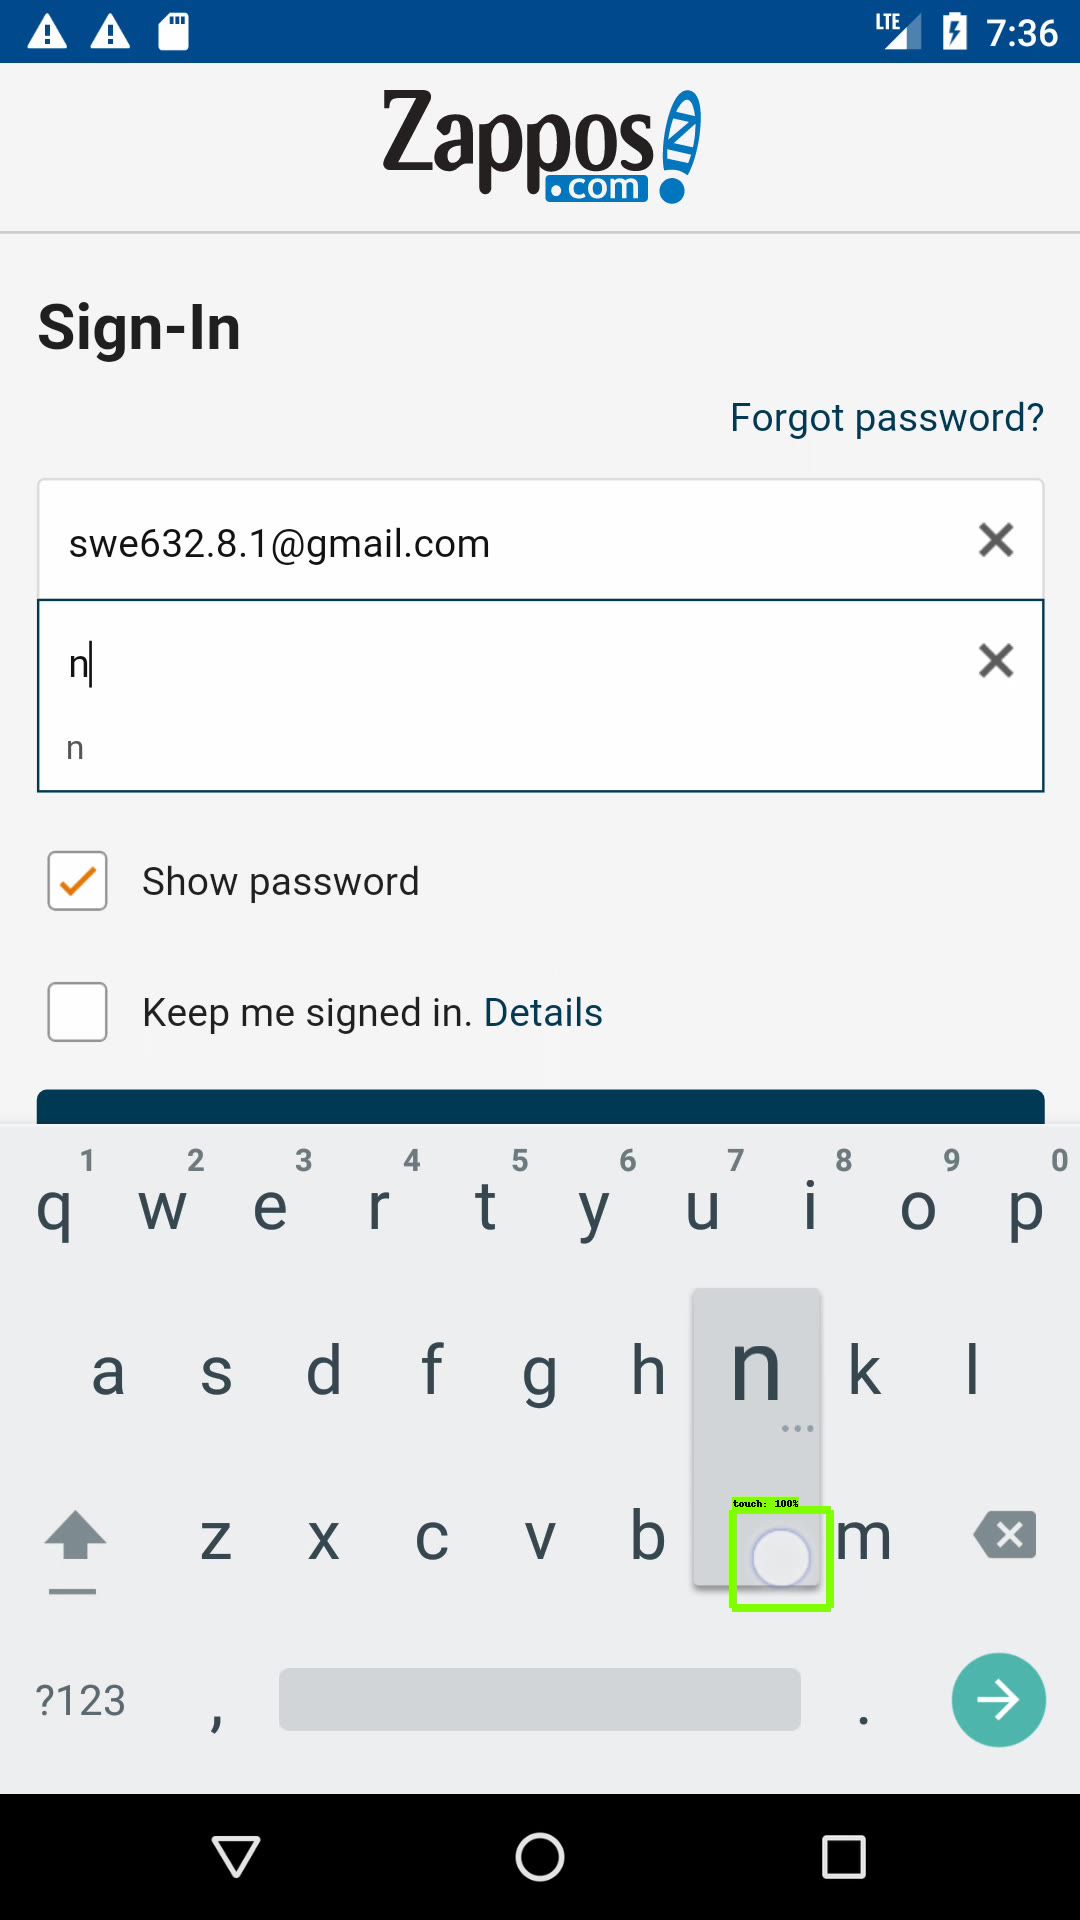 LTE 7:36
Zappos
.com
Sign-In
Forgot password?
swe632.8.1@gmail.com
n
n
Show password
Keep me signed in. Details
1 2 3 4 5 6 7 8 9 0
q w e r t y u i o p
a s d f g h n k l
touch: 100%
z x c v b m
?123 , .